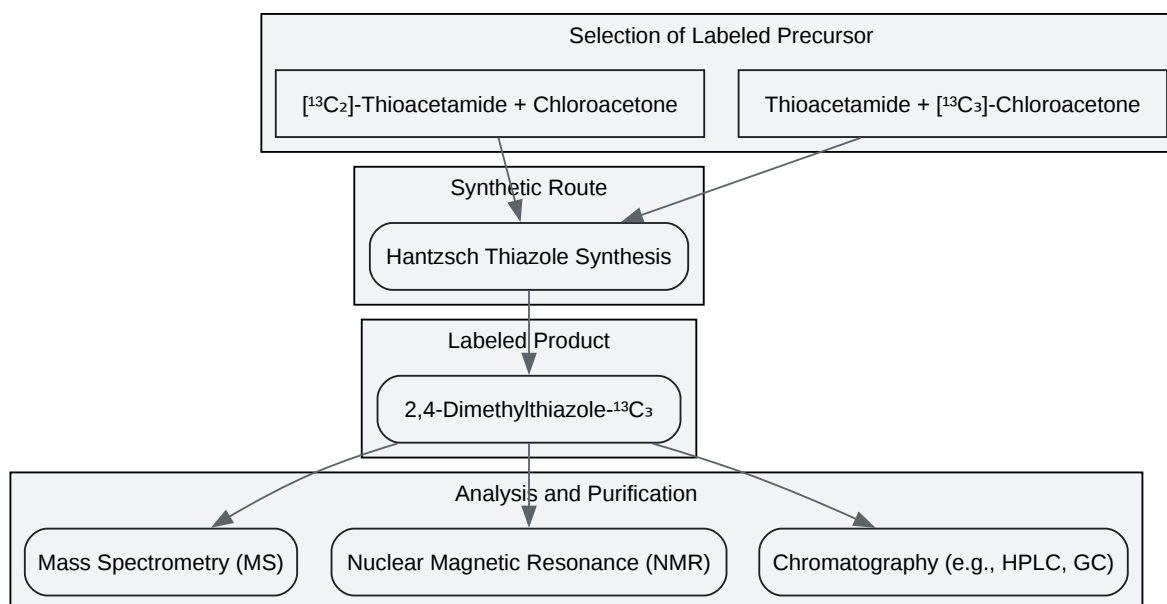 Selection of Labeled Precursor
[¹³C₂]-Thioacetamide + Chloroacetone
Thioacetamide + [¹³C₃]-Chloroacetone
Synthetic Route
Hantzsch Thiazole Synthesis
Labeled Product
2,4-Dimethylthiazole-¹³C₃
Analysis and Purification
Mass Spectrometry (MS)
Nuclear Magnetic Resonance (NMR)
Chromatography (e.g., HPLC, GC)